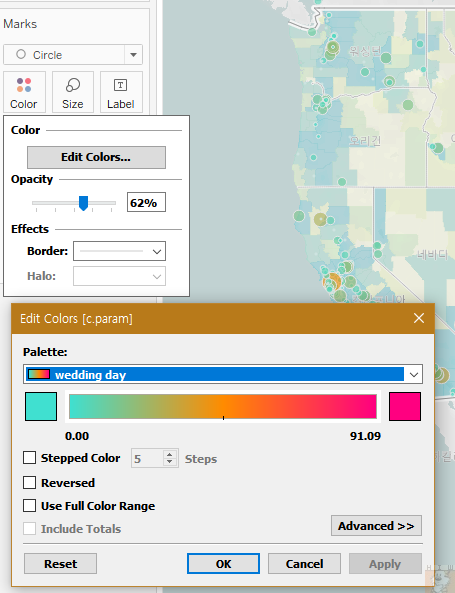 Marks
Circle
Color
Size
Label
Color
Edit Colors...
Opacity
62%
Effects
Border:
Halo:
워싱턴
오리건
네바다
Edit Colors [c.param]
Palette:
wedding day
0.00
91.09
Stepped Color
5
Steps
Reversed
Use Full Color Range
Include Totals
Advanced >>
Reset
OK
Cancel
Apply